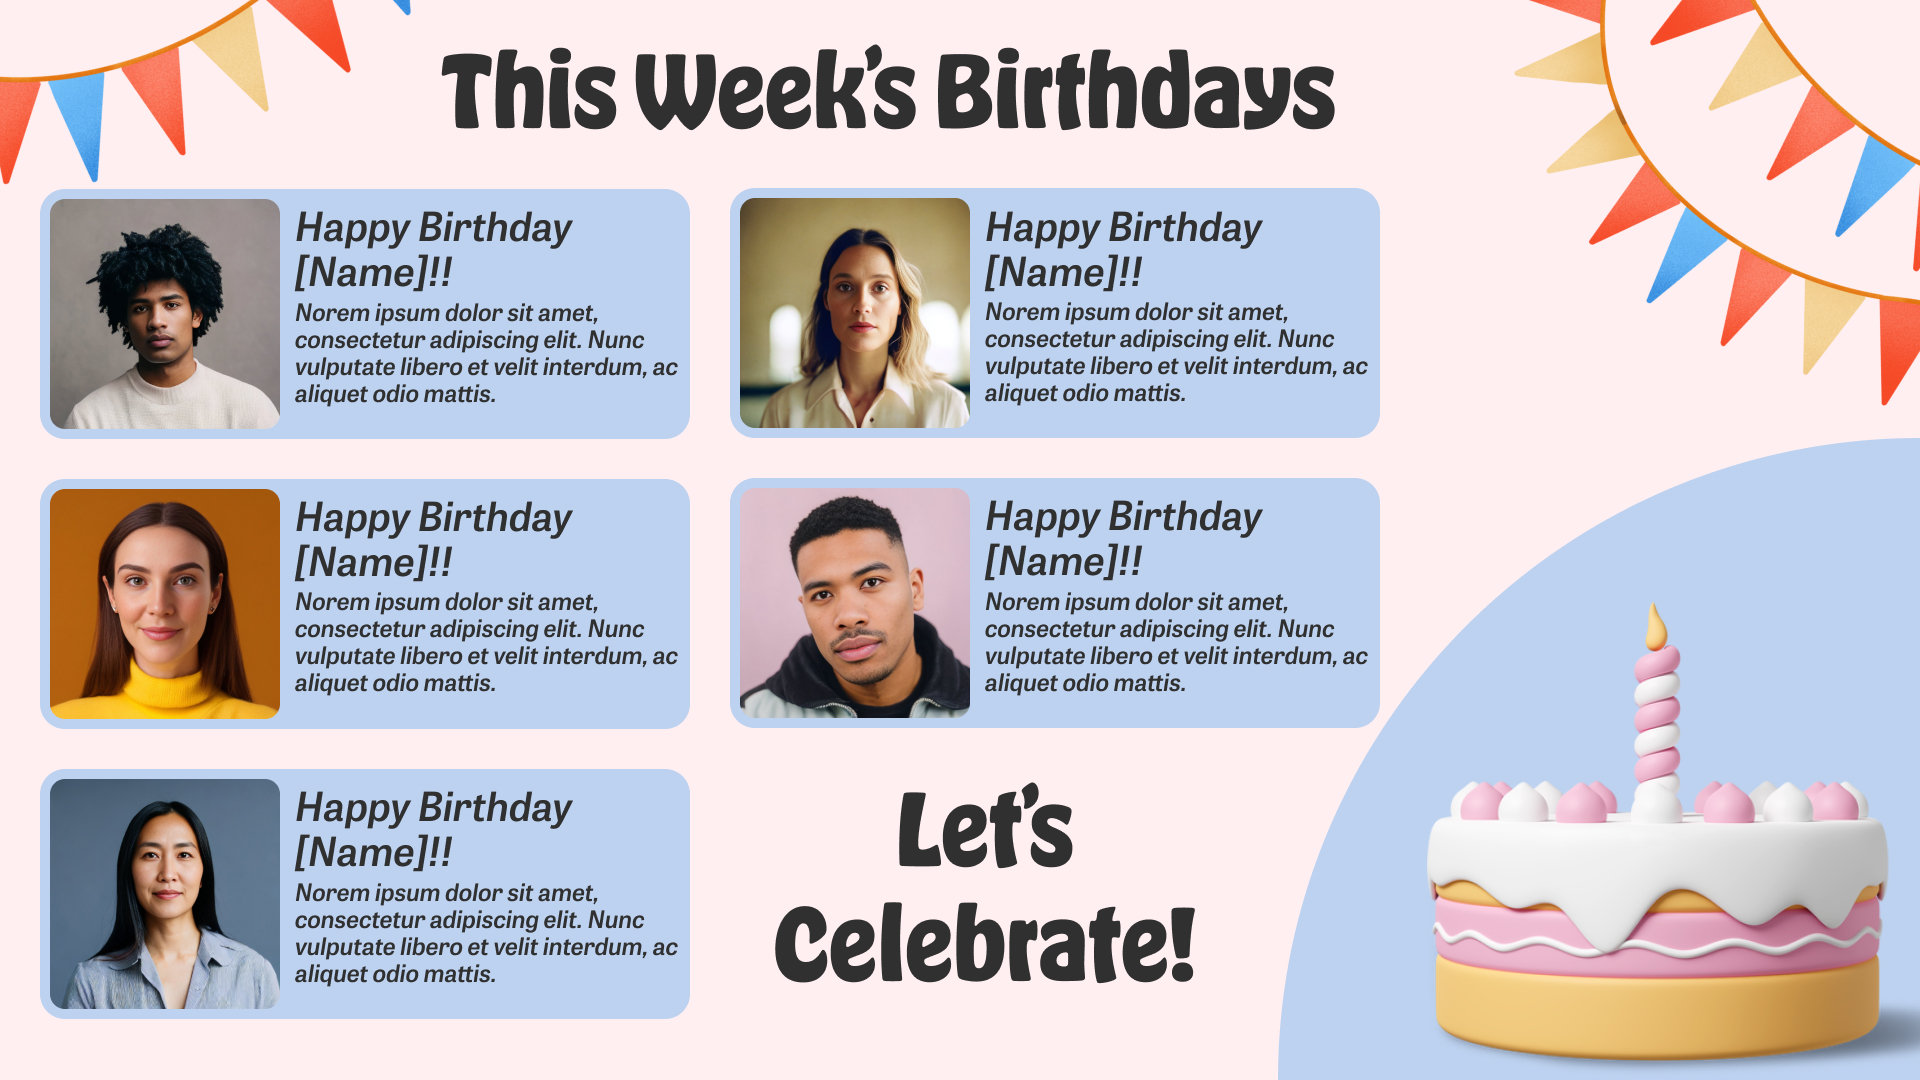 This Week's Birthdays
Happy Birthday
[Name]!!
Norem ipsum dolor sit amet,
consectetur adipiscing elit. Nunc
vulputate libero et velit interdum, ac
aliquet odio mattis.
Happy Birthday
[Name]!!
Norem ipsum dolor sit amet,
consectetur adipiscing elit. Nunc
vulputate libero et velit interdum, ac
aliquet odio mattis.
Happy Birthday
[Name]!!
Norem ipsum dolor sit amet,
consectetur adipiscing elit. Nunc
vulputate libero et velit interdum, ac
aliquet odio mattis.
Happy Birthday
[Name]!!
Norem ipsum dolor sit amet,
consectetur adipiscing elit. Nunc
vulputate libero et velit interdum, ac
aliquet odio mattis.
Happy Birthday
[Name]!!
Norem ipsum dolor sit amet,
consectetur adipiscing elit. Nunc
vulputate libero et velit interdum, ac
aliquet odio mattis.
Let's
Celebrate!